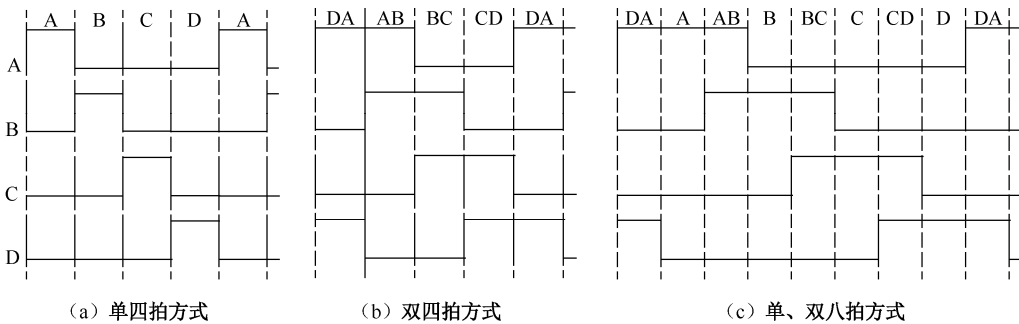 A B C D A
DA AB BC CD DA
DA A AB B BC C CD D DA
A
B
C
D
（a）单四拍方式
（b）双四拍方式
（c）单、双八拍方式